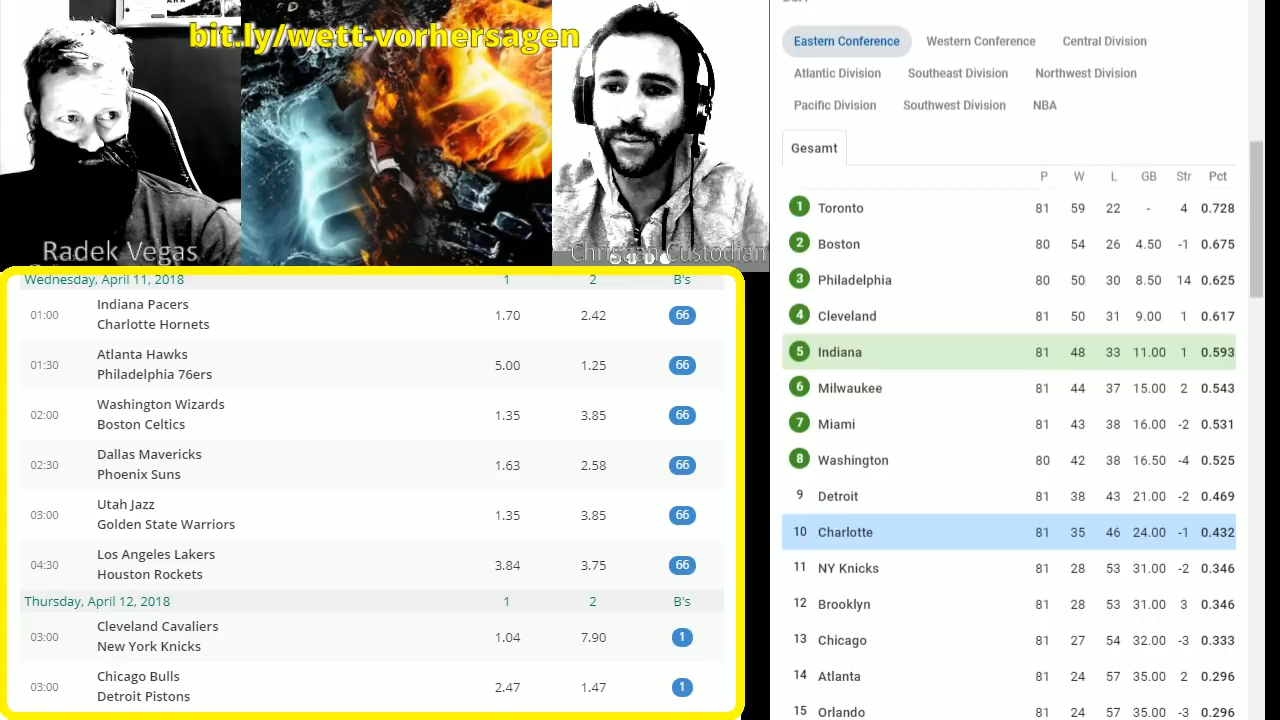 bit.ly/wett-vorhersagen
Radek Vegas
Christian Custodian
Wednesday, April 11, 2018 1 2 B's
01:00 Indiana Pacers Charlotte Hornets 1.70 2.42 66
01:30 Atlanta Hawks Philadelphia 76ers 5.00 1.25 66
02:00 Washington Wizards Boston Celtics 1.35 3.85 66
02:30 Dallas Mavericks Phoenix Suns 1.63 2.58 66
03:00 Utah Jazz Golden State Warriors 1.35 3.85 66
04:30 Los Angeles Lakers Houston Rockets 3.84 3.75 66
Thursday, April 12, 2018 1 2 B's
03:00 Cleveland Cavaliers New York Knicks 1.04 7.90 1
03:00 Chicago Bulls Detroit Pistons 2.47 1.47 1
Eastern Conference Western Conference Central Division
Atlantic Division Southeast Division Northwest Division
Pacific Division Southwest Division NBA
Gesamt
P W L GB Str Pct
1 Toronto 81 59 22 - 4 0.728
2 Boston 80 54 26 4.50 -1 0.675
3 Philadelphia 80 50 30 8.50 14 0.625
4 Cleveland 81 50 31 9.00 1 0.617
5 Indiana 81 48 33 11.00 1 0.593
6 Milwaukee 81 44 37 15.00 2 0.543
7 Miami 81 43 38 16.00 -2 0.531
8 Washington 80 42 38 16.50 -4 0.525
9 Detroit 81 38 43 21.00 -2 0.469
10 Charlotte 81 35 46 24.00 -1 0.432
11 NY Knicks 81 28 53 31.00 -2 0.346
12 Brooklyn 81 28 53 31.00 3 0.346
13 Chicago 81 27 54 32.00 -3 0.333
14 Atlanta 81 24 57 35.00 2 0.296
15 Orlando 81 24 57 35.00 -3 0.296